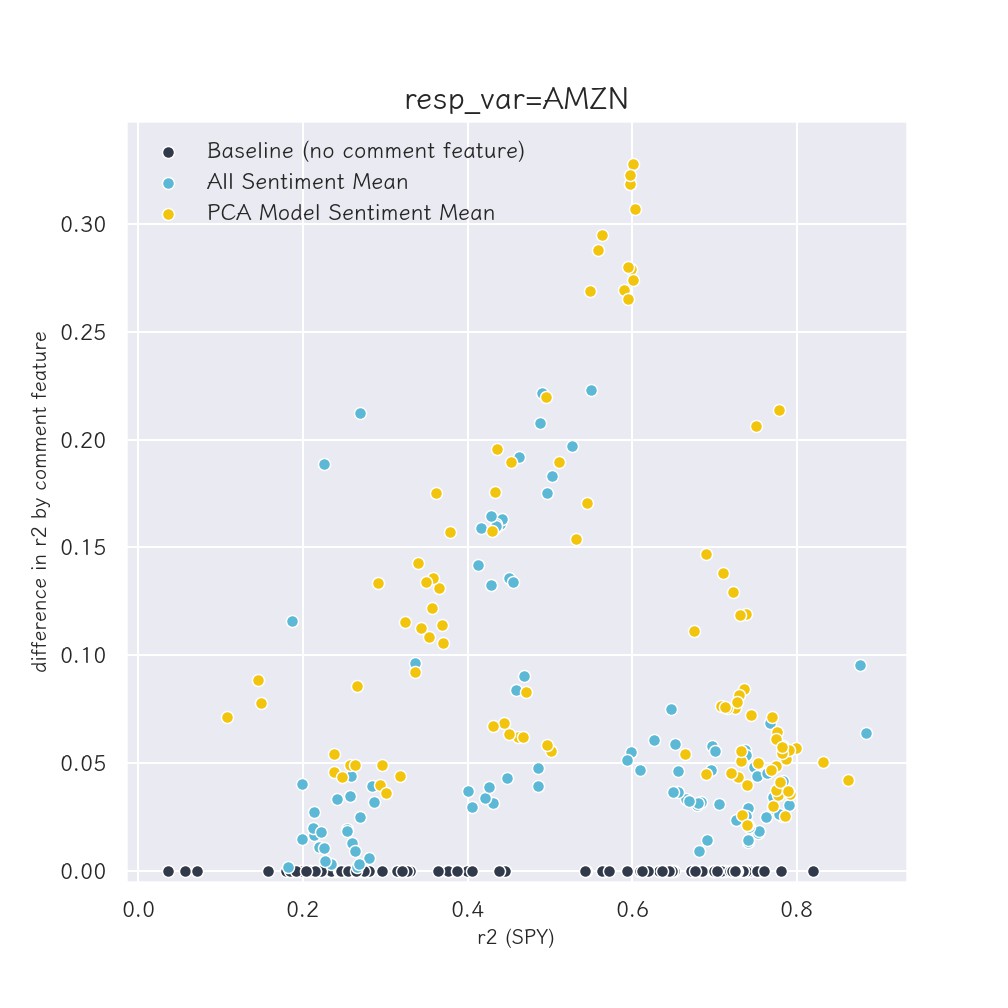 resp_var=AMZN
Baseline (no comment feature)
All Sentiment Mean
PCA Model Sentiment Mean
difference in r2 by comment feature
0.30
0.25
0.20
0.15
0.10
0.05
0.00
0.0 0.2 0.4 0.6 0.8
r2 (SPY)